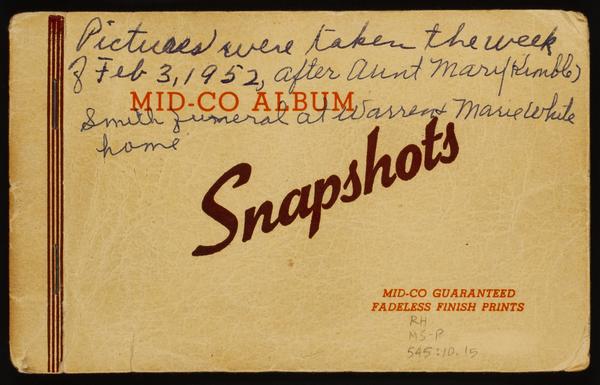 Pictures were taken the week
of Feb 3, 1952, after Aunt Mary (Kimble)
MID-CO ALBUM
Smith funeral at Warren & Marie White
home
Snapshots
MID-CO GUARANTEED
FADELESS FINISH PRINTS
RH
MS-P
545:10.15